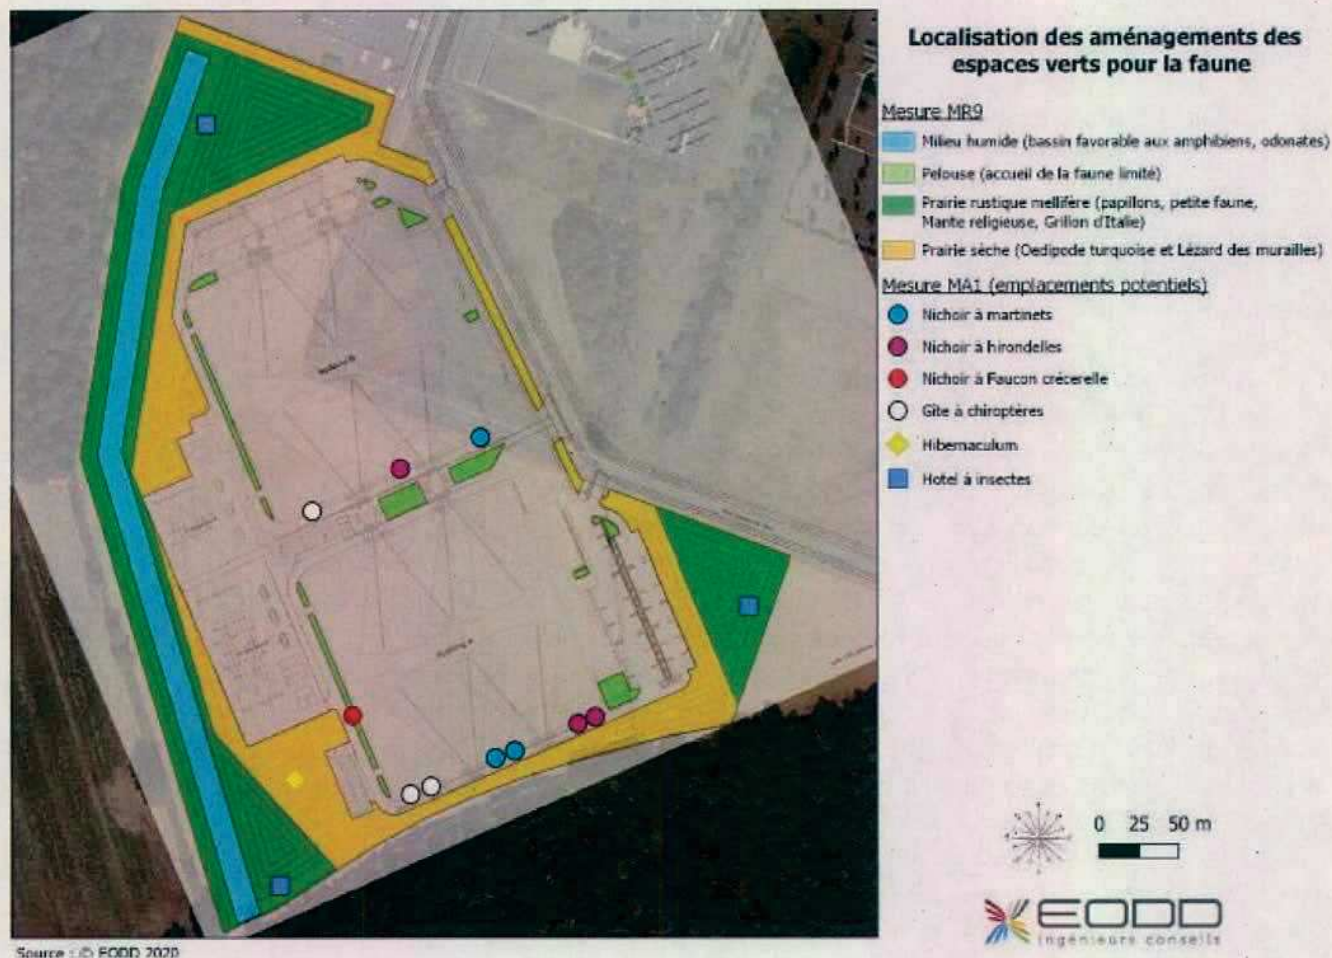 Localisation des aménagements des
espaces verts pour la faune
Mesure MR9
Milieu humide (bassin favorable aux amphibiens, odonates)
Pelouse (accueil de la faune limité)
Prairie rustique mellifère (papillons, petite faune,
Mante religieuse, Grillon d'Italie)
Prairie sèche (Oedipode turquoise et Lézard des murailles)
Mesure MA1 (emplacements potentiels)
Nichoir à martinets
Nichoir à hirondelles
Nichoir à Faucon crécerelle
Gîte à chiroptères
Hibernaculum
Hotel à insectes
0 25 50 m
EODD
ingénieurs conseils
Source : © EODD 2020